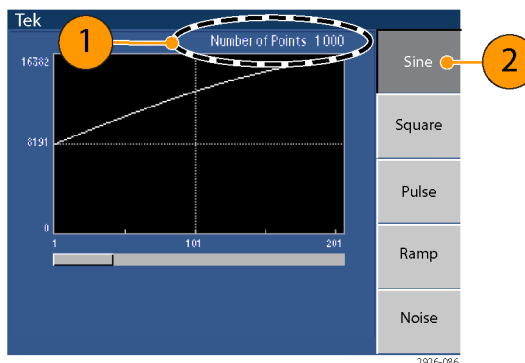 Tek
1
Number of Points 1000
16382
8191
0
1
101
201
Sine
2
Square
Pulse
Ramp
Noise
2926-086